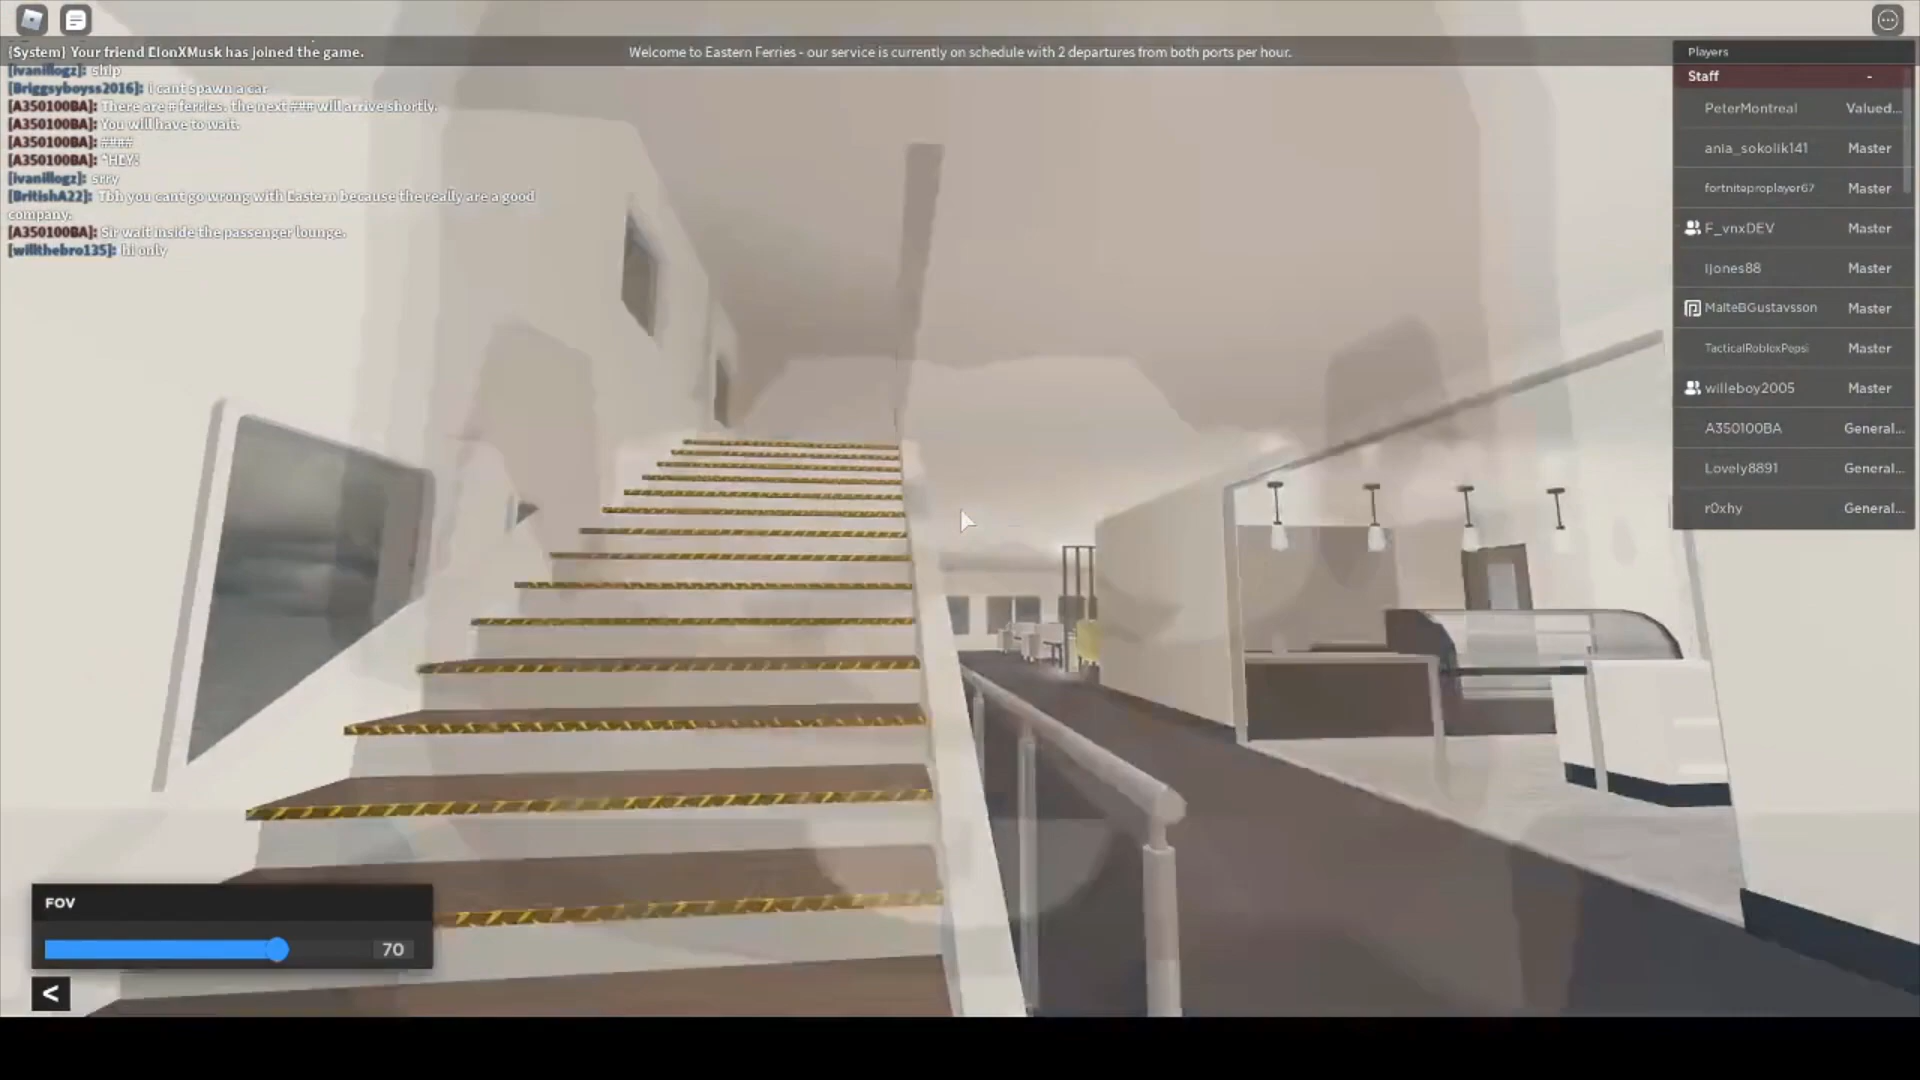 {System} Your friend ElonXMusk has joined the game.
Welcome to Eastern Ferries - our service is currently on schedule with 2 departures from both ports per hour.
[ivanillogz]: ship
[Briggsyboyss2016]: i cant spawn a car
[A350100BA]: There are #ferries. the next ### will arrive shortly.
[A350100BA]: You will have to wait.
[A350100BA]: ####
[A350100BA]: *HEY!
[ivanillogz]: srry
[BritishA22]: Tbh you cant go wrong with Eastern because the really are a good
company.
[A350100BA]: Sir wait inside the passenger lounge.
[willthebro135]: hi only
Players
Staff -
PeterMontreal Valued...
ania_sokolik141 Master
fortniteproplayer67 Master
F_vnxDEV Master
ljones88 Master
MalteBGustavsson Master
TacticalRobloxPepsi Master
willeboy2005 Master
A350100BA General...
Lovely8891 General...
r0xhy General...
FOV
70
<